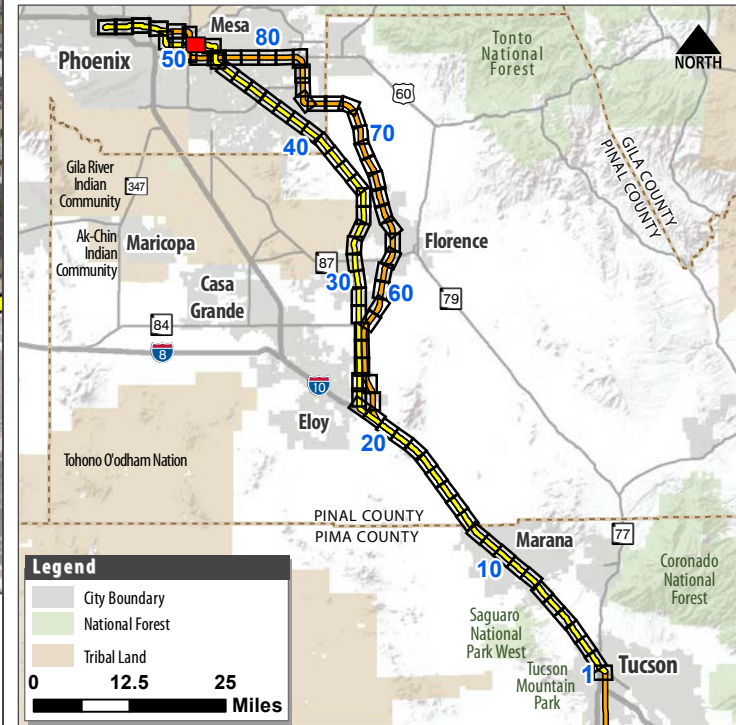 Mesa
80
Tonto
National
Forest
NORTH
Phoenix
50
60
70
40
GILA COUNTY
PINAL COUNTY
Gila River
Indian
Community
347
Ak-Chin
Indian
Community
Maricopa
Florence
87
30
60
Casa
Grande
79
84
8
10
Eloy
20
Tohono O'odham Nation
PINAL COUNTY
PIMA COUNTY
Marana
77
10
Coronado
National
Forest
Saguaro
National
Park West
Tucson
Mountain
Park
1
Tucson
Legend
City Boundary
National Forest
Tribal Land
0 12.5 25
Miles